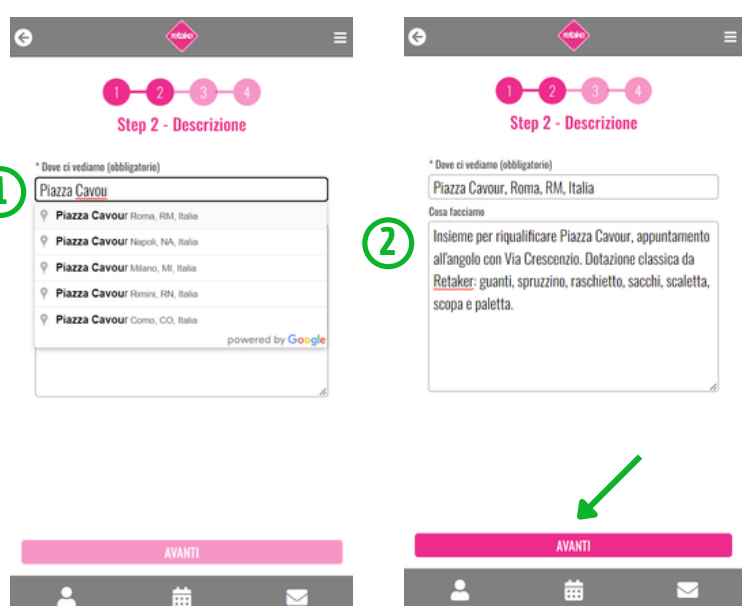 retake
1 2 3 4
Step 2 - Descrizione
1
* Dove ci vediamo (obbligatorio)
Piazza Cavou
Piazza Cavour Roma, RM, Italia
Piazza Cavour Napoli, NA, Italia
Piazza Cavour Milano, MI, Italia
Piazza Cavour Rimini, RN, Italia
Piazza Cavour Como, CO, Italia
powered by Google
AVANTI
retake
1 2 3 4
Step 2 - Descrizione
* Dove ci vediamo (obbligatorio)
Piazza Cavour, Roma, RM, Italia
Cosa facciamo
2
Insieme per riqualificare Piazza Cavour, appuntamento
all'angolo con Via Crescenzio. Dotazione classica da
Retaker: guanti, spruzzino, raschietto, sacchi, scaletta,
scopa e paletta.
AVANTI